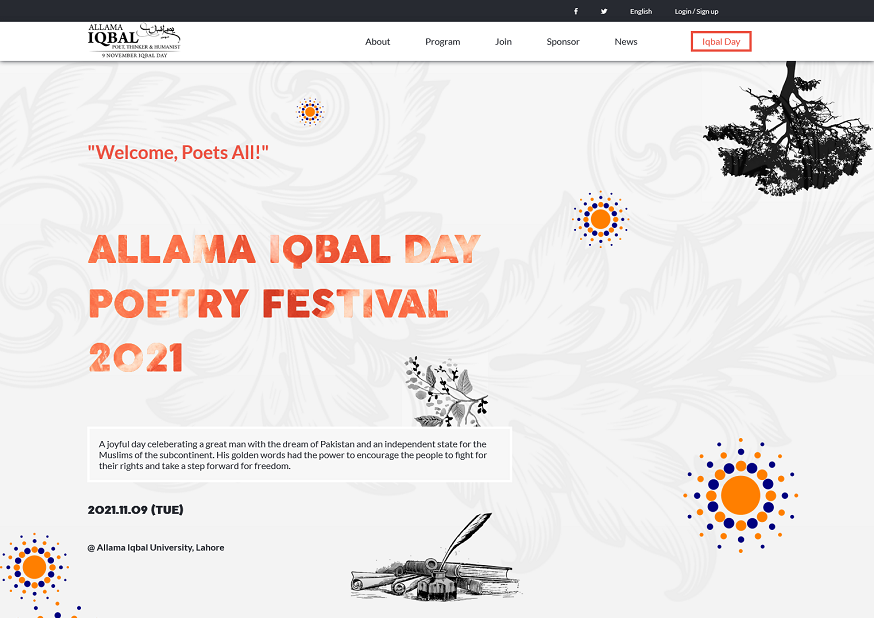 English
Login / Sign up
ALLAMA
IQBAL
POET, THINKER & HUMANIST
9 NOVEMBER IQBAL DAY
About
Program
Join
Sponsor
News
Iqbal Day
"Welcome, Poets All!"
ALLAMA IQBAL DAY
POETRY FESTIVAL
2021
A joyful day celeberating a great man with the dream of Pakistan and an independent state for the
Muslims of the subcontinent. His golden words had the power to encourage the people to fight for
their rights and take a step forward for freedom.
2021.11.09 (TUE)
@ Allama Iqbal University, Lahore